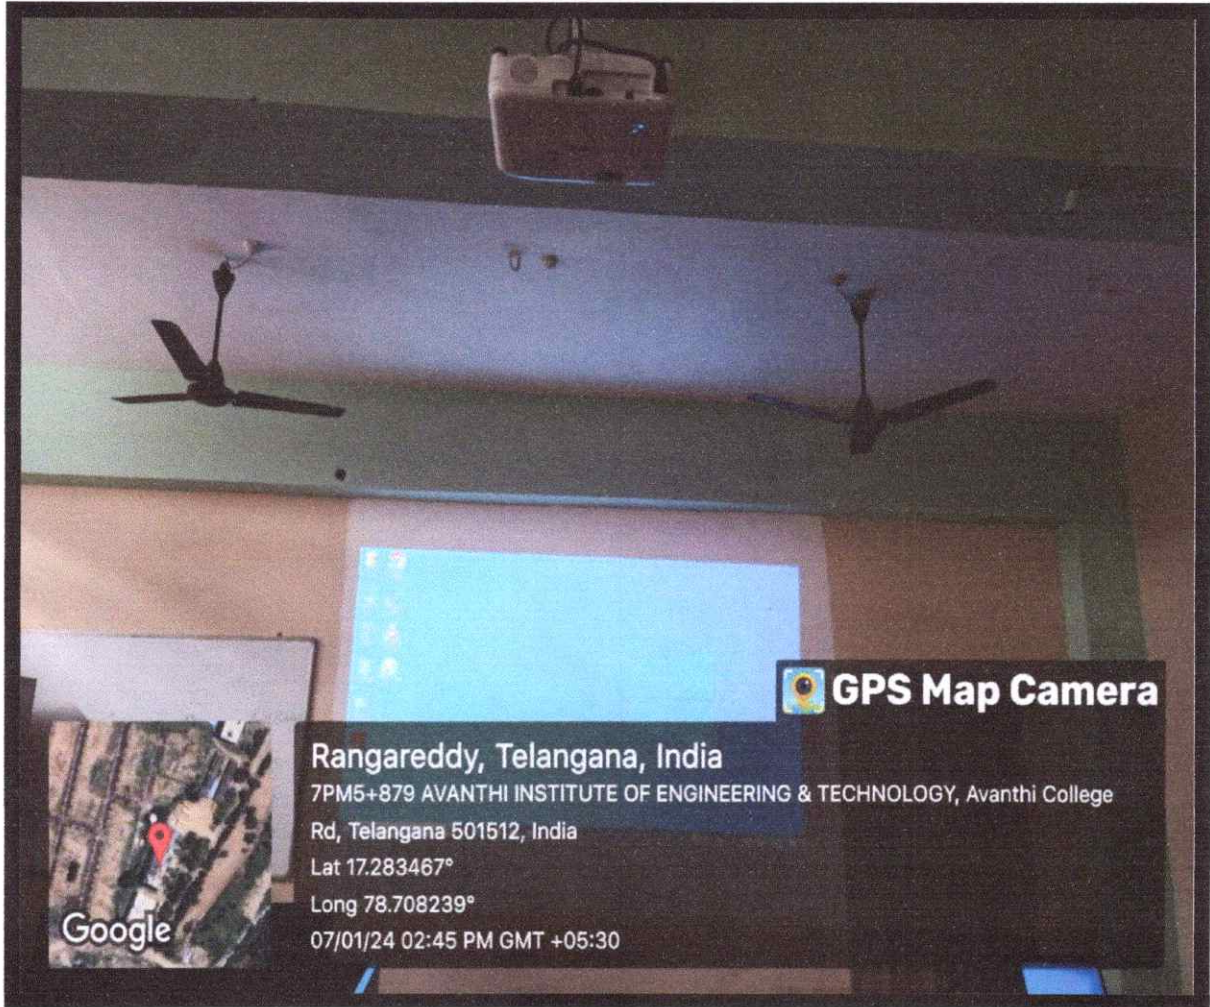 GPS Map Camera
Rangareddy, Telangana, India
7PM5+879 AVANTHI INSTITUTE OF ENGINEERING & TECHNOLOGY, Avanthi College
Rd, Telangana 501512, India
Lat 17.283467°
Long 78.708239°
07/01/24 02:45 PM GMT +05:30
Google